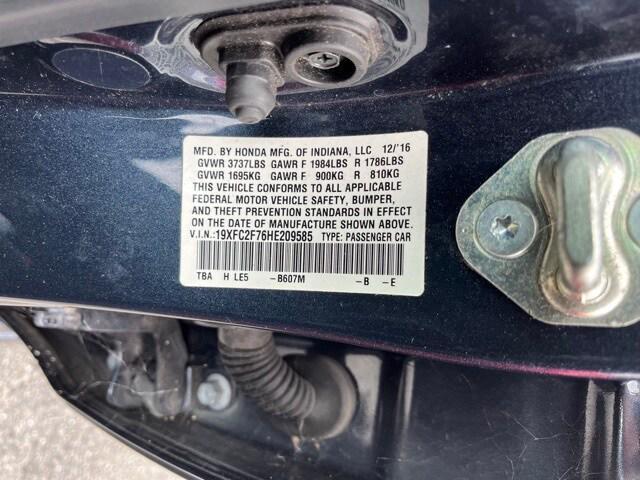 MFD. BY HONDA MFG. OF INDIANA, LLC 12/'16
GVWR 3737LBS GAWR F 1984LBS R 1786LBS
GVWR 1695KG GAWR F 900KG R 810KG
THIS VEHICLE CONFORMS TO ALL APPLICABLE
FEDERAL MOTOR VEHICLE SAFETY, BUMPER,
AND THEFT PREVENTION STANDARDS IN EFFECT
ON THE DATE OF MANUFACTURE SHOWN ABOVE.
V.I.N.:19XFC2F76HE209585 TYPE: PASSENGER CAR
TBA H LE5 -B607M -B -E